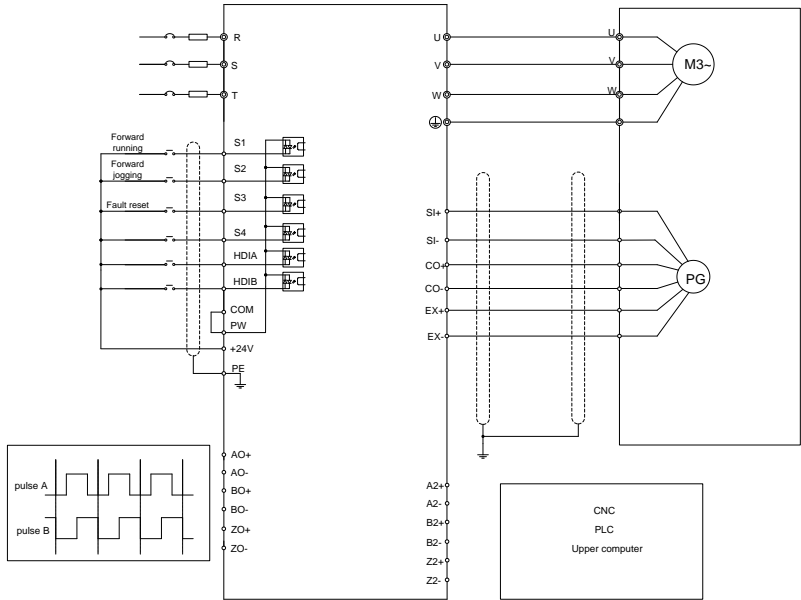 R
S
T
Forward
running
S1
Forward
jogging
S2
Fault reset
S3
S4
HDIA
HDIB
COM
PW
+24V
PE
AO+
AO-
BO+
BO-
ZO+
ZO-
pulse A
pulse B
U
V
W
U
V
W
M3~
SI+
SI-
CO+
CO-
EX+
EX-
PG
A2+
A2-
B2+
B2-
Z2+
Z2-
CNC
PLC
Upper computer